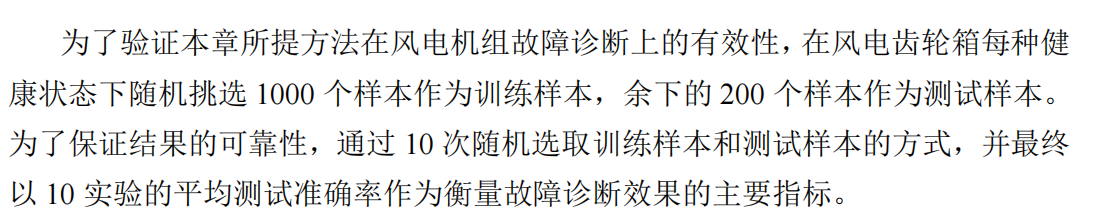 为了验证本章所提方法在风电机组故障诊断上的有效性，在风电齿轮箱每种健
康状态下随机挑选 1000 个样本作为训练样本，余下的 200 个样本作为测试样本。
为了保证结果的可靠性，通过 10 次随机选取训练样本和测试样本的方式，并最终
以 10 实验的平均测试准确率作为衡量故障诊断效果的主要指标。